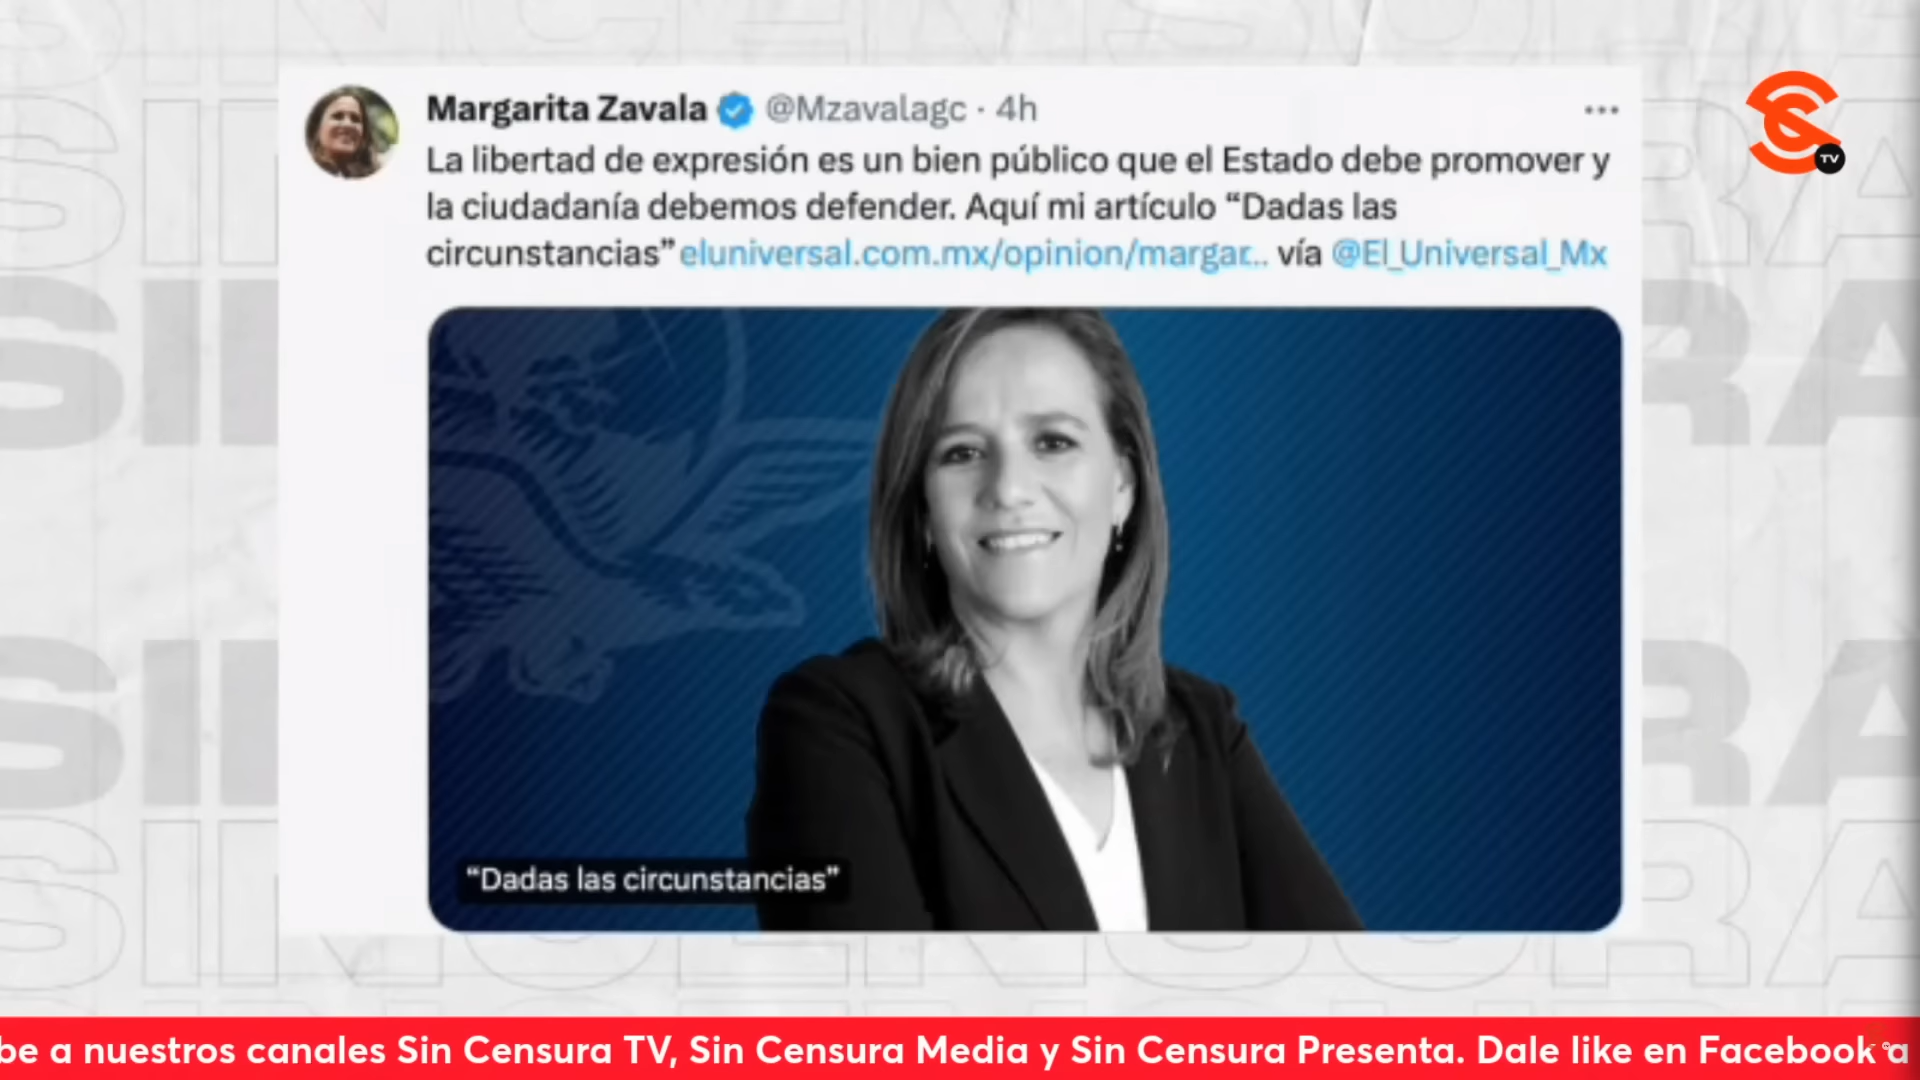 Margarita Zavala @Mzavalagc · 4h
La libertad de expresión es un bien público que el Estado debe promover y
la ciudadanía debemos defender. Aquí mi artículo “Dadas las
circunstancias” eluniversal.com.mx/opinion/margar... vía @El_Universal_Mx
“Dadas las circunstancias”
TV
SIN CENSURA
be a nuestros canales Sin Censura TV, Sin Censura Media y Sin Censura Presenta. Dale like en Facebook a